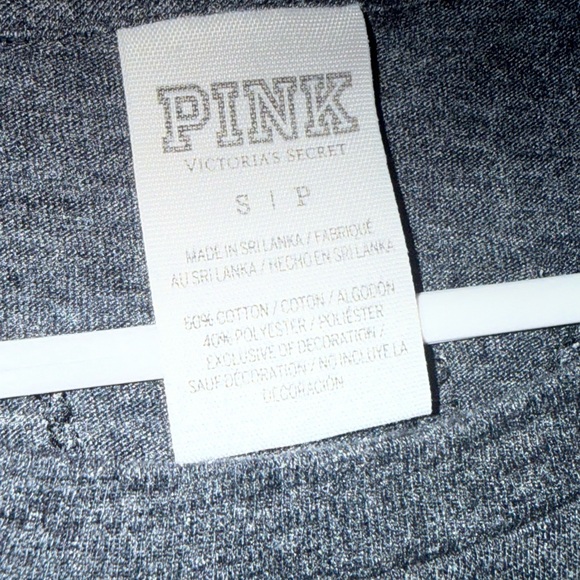 PINK
VICTORIA'S SECRET
S | P
MADE IN SRI LANKA / FABRIQUÉ
AU SRI LANKA / HECHO EN SRI LANKA
60% COTTON / COTON / ALGODÓN
40% POLYESTER / POLIÉSTER
EXCLUSIVE OF DECORATION /
SAUF DÉCORATION / NO INCLUYE LA
DECORACIÓN